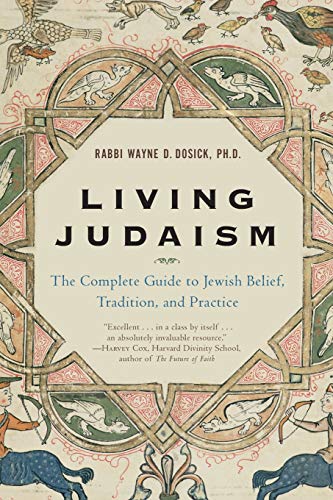 RABBI WAYNE D. DOSICK, PH.D.
LIVING
JUDAISM
The Complete Guide to Jewish Belief,
Tradition, and Practice
"Excellent . . . in a class by itself . . .
an absolutely invaluable resource."
—HARVEY COX, Harvard Divinity School,
author of The Future of Faith